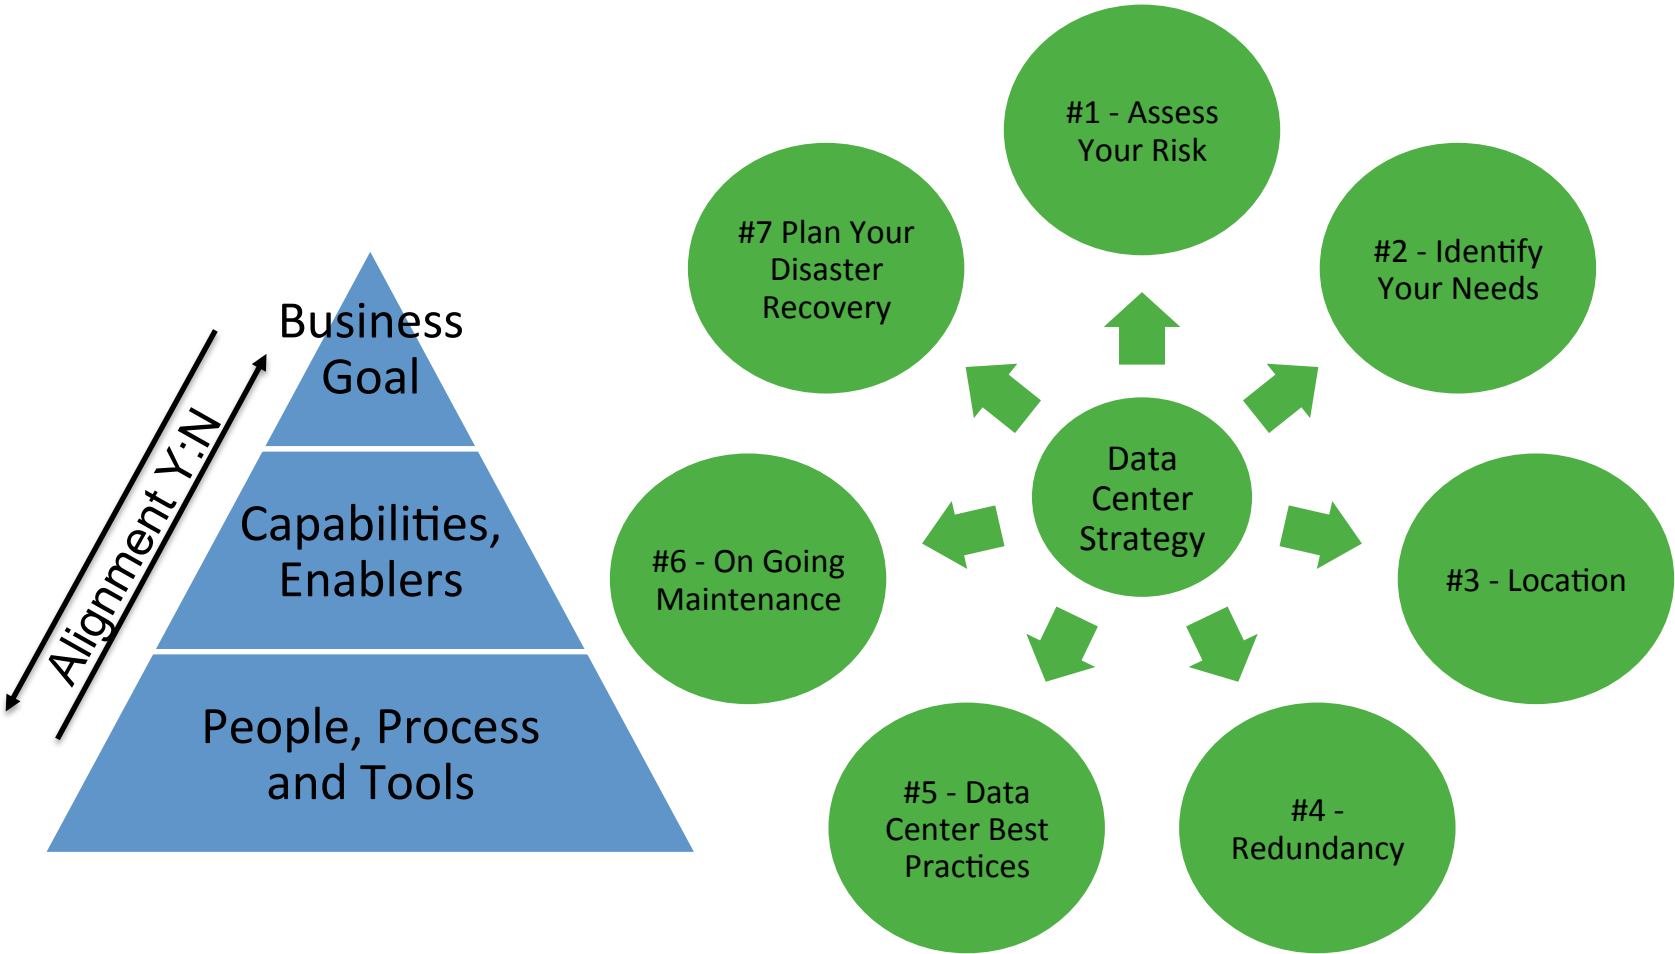 Business
Goal
Capabilities,
Enablers
People, Process
and Tools
Alignment Y:N
#1 - Assess
Your Risk
#2 - Identify
Your Needs
#3 - Location
#4 -
Redundancy
#5 - Data
Center Best
Practices
#6 - On Going
Maintenance
#7 Plan Your
Disaster
Recovery
Data
Center
Strategy